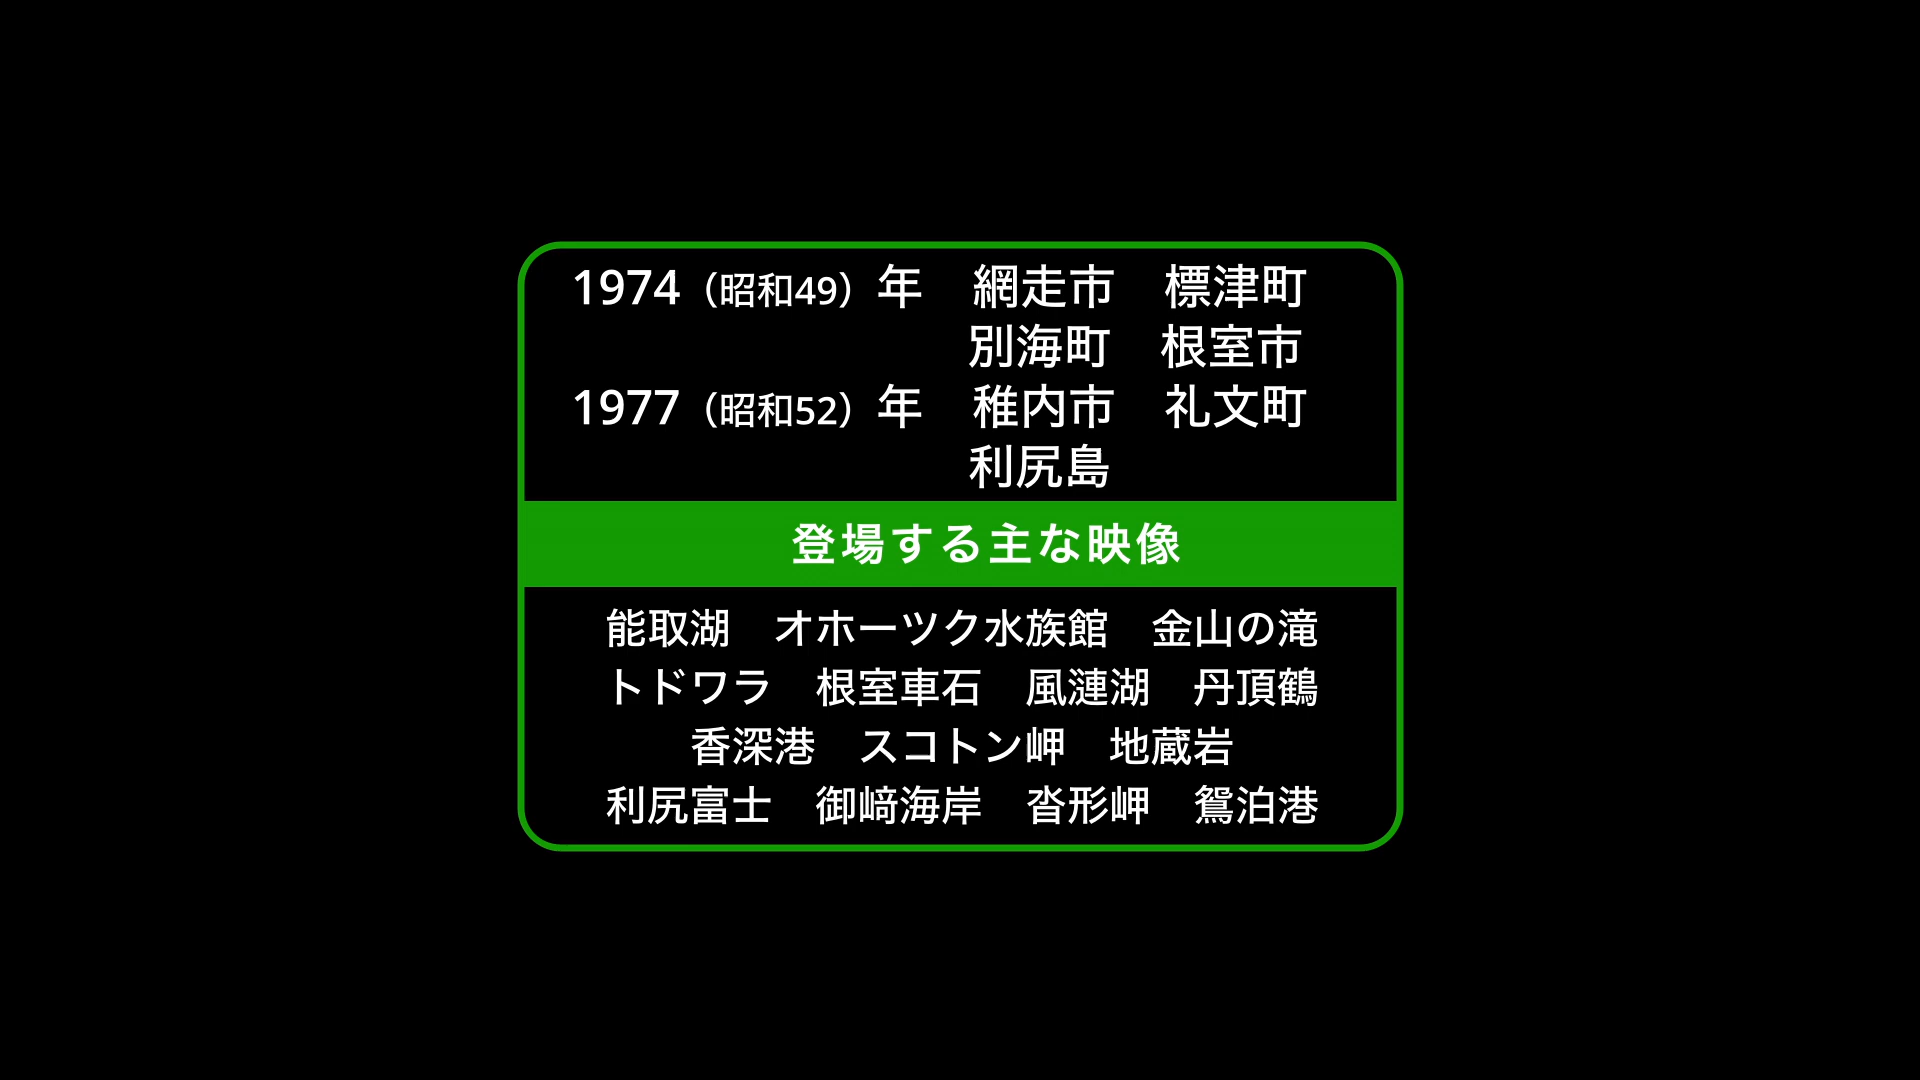 1974（昭和49）年　網走市　標津町
別海町　根室市
1977（昭和52）年　稚内市　礼文町
利尻島
登場する主な映像
能取湖　オホーツク水族館　金山の滝
トドワラ　根室車石　風漣湖　丹頂鶴
香深港　スコトン岬　地蔵岩
利尻富士　御﨑海岸　沓形岬　鴛泊港